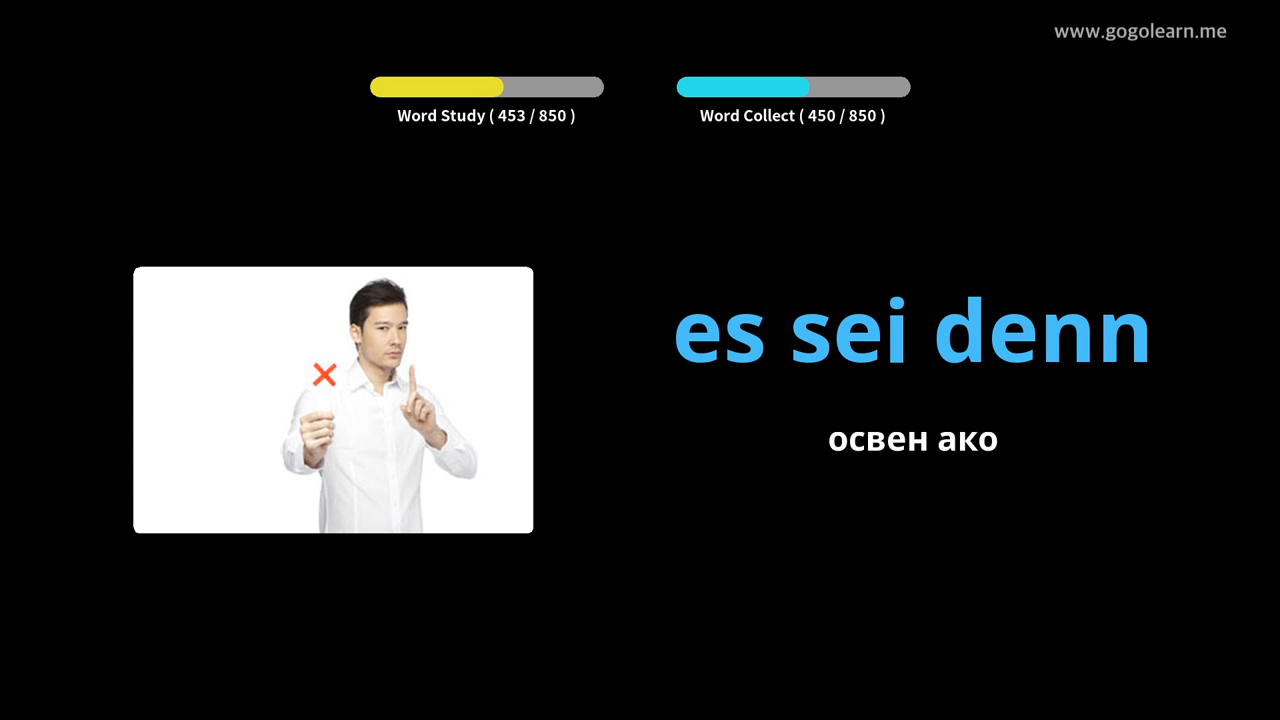 www.gogolearn.me
Word Study ( 453 / 850 )
Word Collect ( 450 / 850 )
es sei denn
освен ако